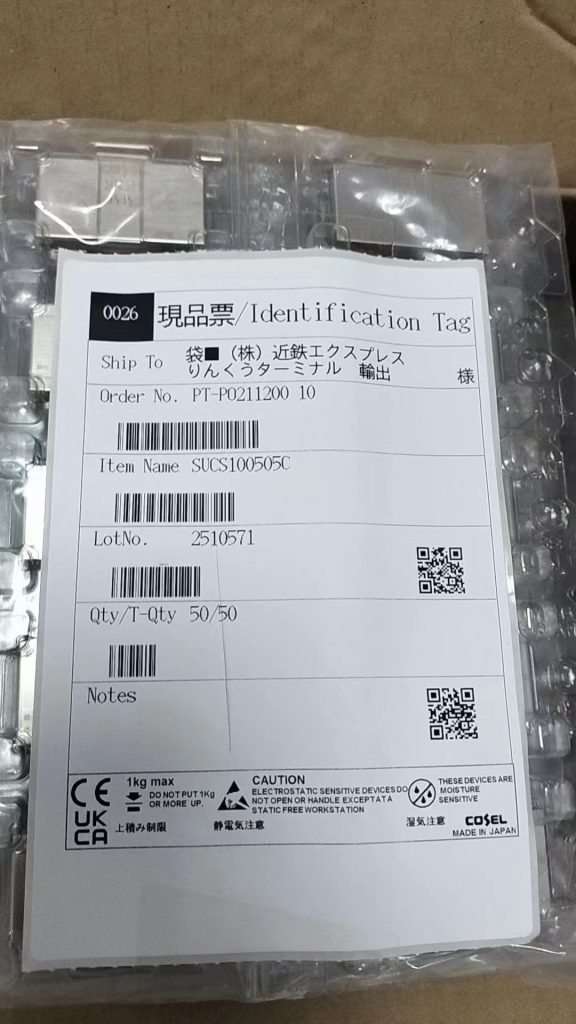 0026 現品票/Identification Tag
Ship To 袋■（株）近鉄エクスプレス
りんくうターミナル 輸出 様
Order No. PT-PO211200 10
Item Name SUCS100505C
LotNo. 2510571
Qty/T-Qty 50/50
Notes
CE
UK
CA
1kg max
DO NOT PUT 1Kg
OR MORE UP.
上積み制限
CAUTION
ELECTROSTATIC SENSITIVE DEVICES DO
NOT OPEN OR HANDLE EXCEPT AT A
STATIC FREE WORKSTATION
静電気注意
THESE DEVICES ARE
MOISTURE
SENSITIVE
湿気注意
COSEL
MADE IN JAPAN